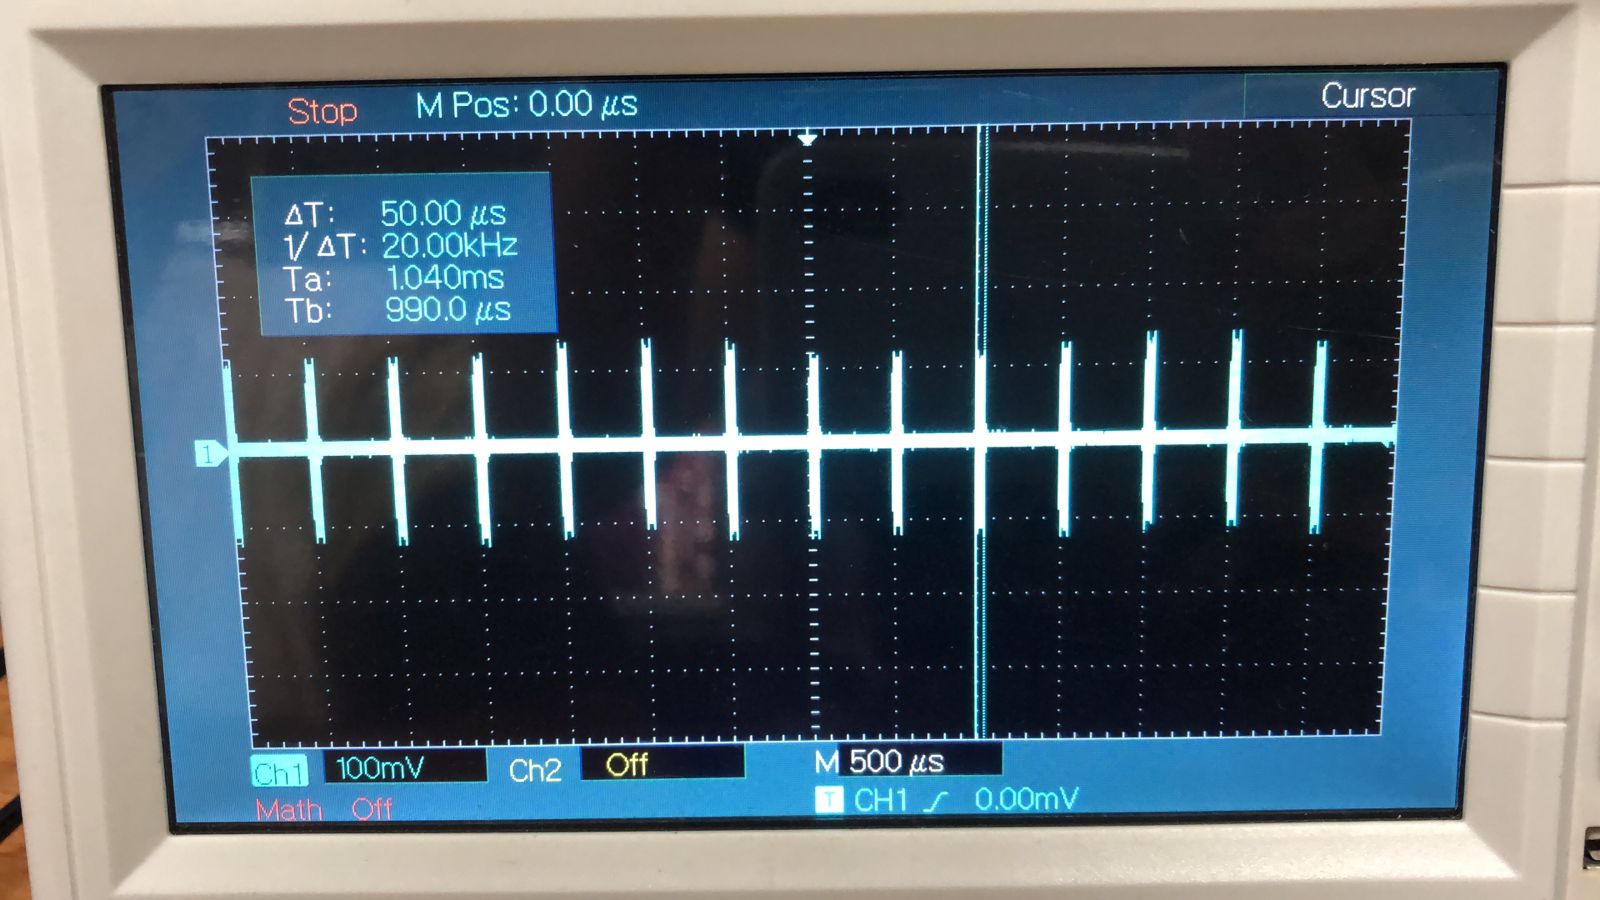 Stop M Pos: 0.00 μs Cursor
ΔT: 50.00 μs
1/ ΔT: 20.00kHz
Ta: 1.040ms
Tb: 990.0 μs
1
Ch1 100mV Ch2 Off M 500 μs
Math Off T CH1 0.00mV